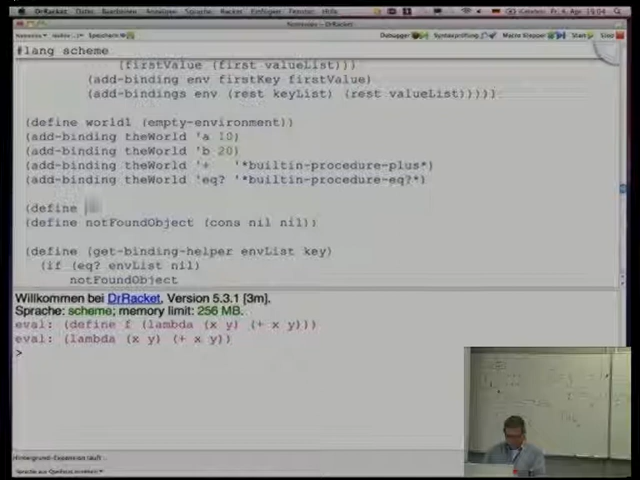 DrRacket
#lang scheme
(firstValue (first valueList)))
(add-binding env firstKey firstValue)
(add-bindings env (rest keyList) (rest valueList)))))
(define world1 (empty-environment))
(add-binding theWorld 'a 10)
(add-binding theWorld 'b 20)
(add-binding theWorld '+ '*builtin-procedure-plus*)
(add-binding theWorld 'eq? '*builtin-procedure-eq?*)
(define
(define notFoundObject (cons nil nil))
(define (get-binding-helper envList key)
(if (eq? envList nil)
notFoundObject
Willkommen bei DrRacket, Version 5.3.1 [3m].
Sprache: scheme; memory limit: 256 MB.
eval: (define f (lambda (x y) (+ x y)))
eval: (lambda (x y) (+ x y))
>